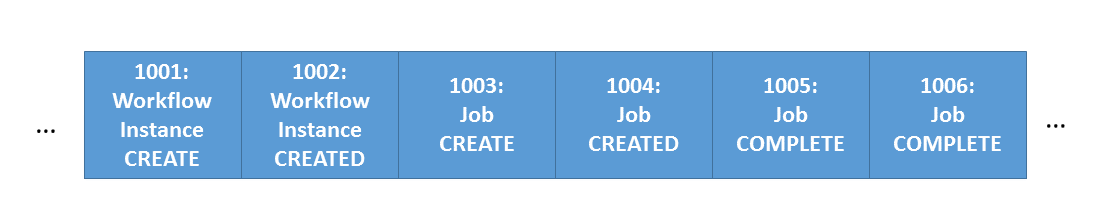 ...
1001:
Workflow
Instance
CREATE
1002:
Workflow
Instance
CREATED
1003:
Job
CREATE
1004:
Job
CREATED
1005:
Job
COMPLETE
1006:
Job
COMPLETE
...